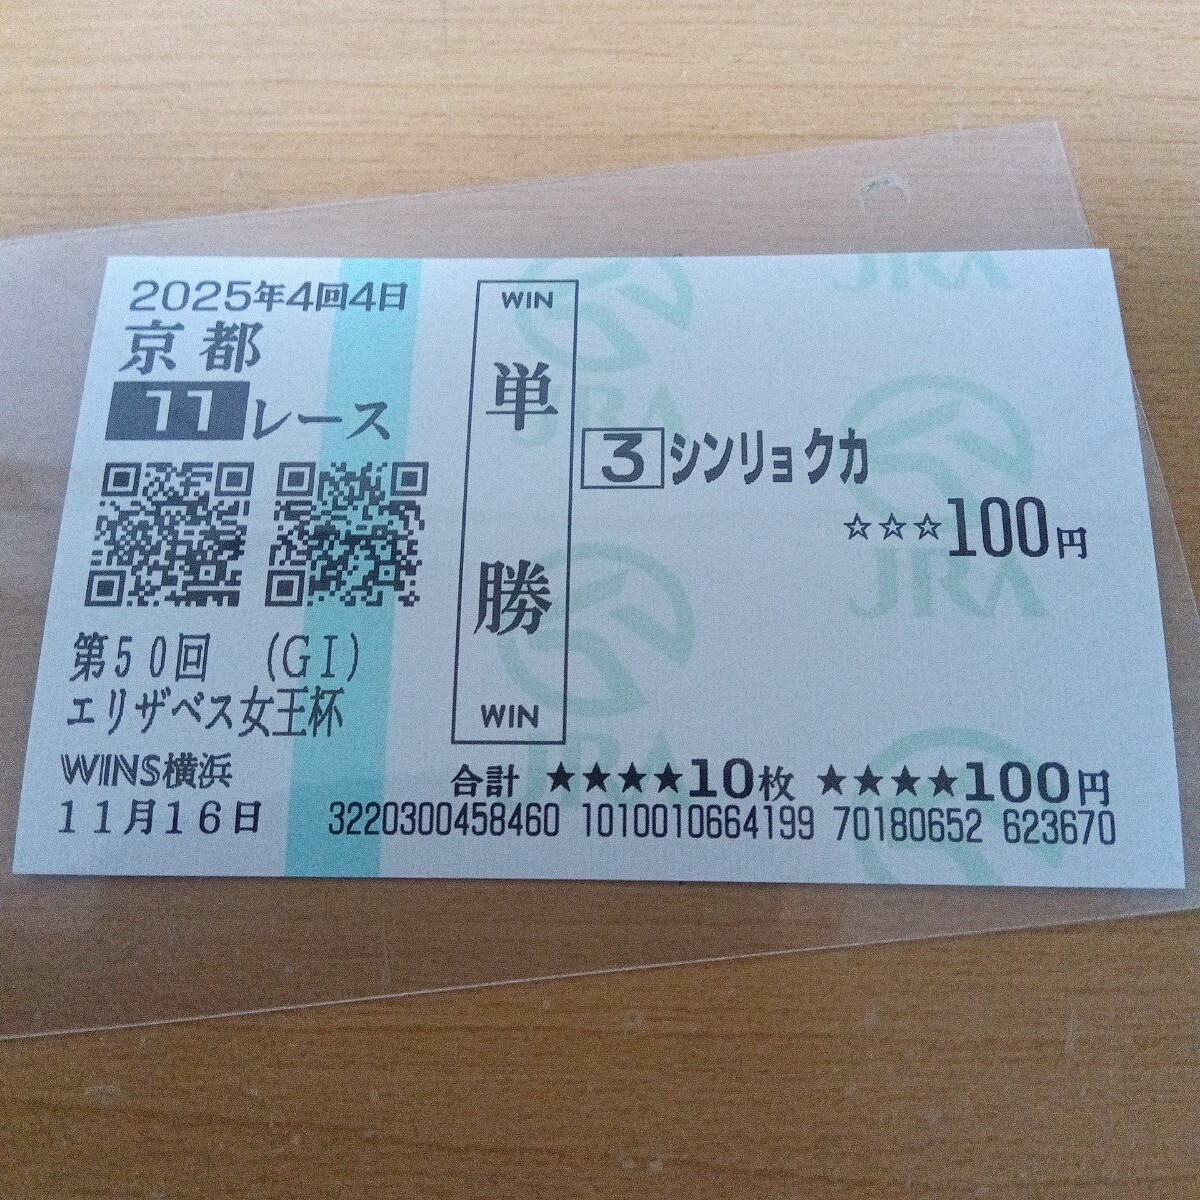 2025年4回4日
京都
11レース
第50回 (GI)
エリザベス女王杯
WINS横浜
11月16日
WIN
単勝
WIN
3 シンリョクカ
☆☆☆100円
合計 ★★★★10枚 ★★★★100円
3220300458460 1010010664199 70180652 623670
JRA
JRA
JRA
JRA